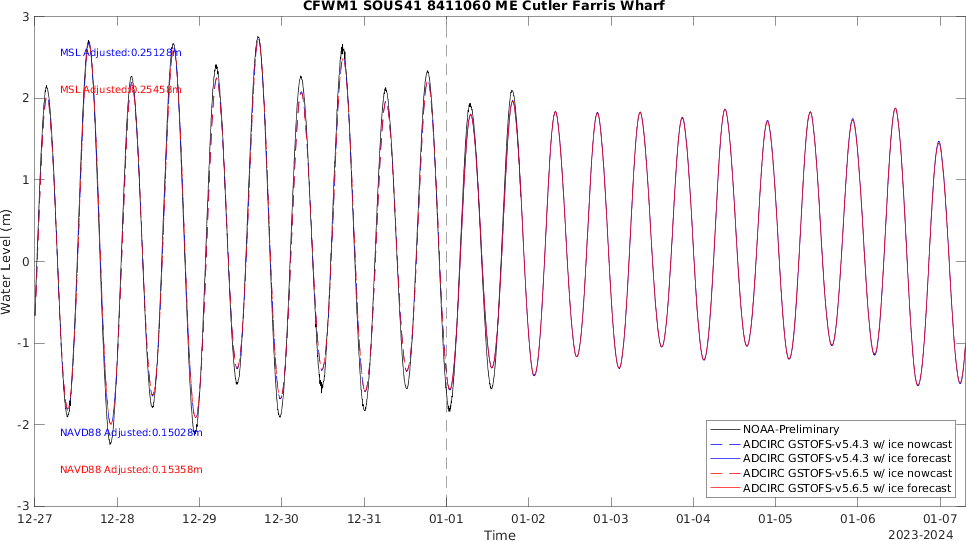 CFWM1 SOUS41 8411060 ME Cutler Farris Wharf
3
2
1
0
-1
-2
-3
Water Level (m)
MSL Adjusted:0.25128m
MSL Adjusted:0.25458m
NAVD88 Adjusted:0.15028m
NAVD88 Adjusted:0.15358m
NOAA-Preliminary
ADCIRC GSTOFS-v5.4.3 w/ ice nowcast
ADCIRC GSTOFS-v5.4.3 w/ ice forecast
ADCIRC GSTOFS-v5.6.5 w/ ice nowcast
ADCIRC GSTOFS-v5.6.5 w/ ice forecast
12-27 12-28 12-29 12-30 12-31 01-01 01-02 01-03 01-04 01-05 01-06 01-07
Time
2023-2024